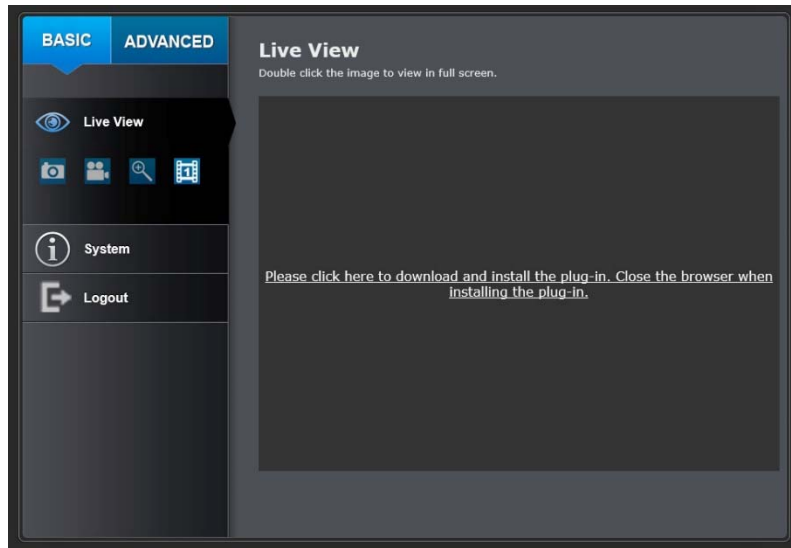 BASIC
ADVANCED
Live View
Double click the image to view in full screen.
Live View
1
System
Logout
Please click here to download and install the plug-in. Close the browser when
installing the plug-in.